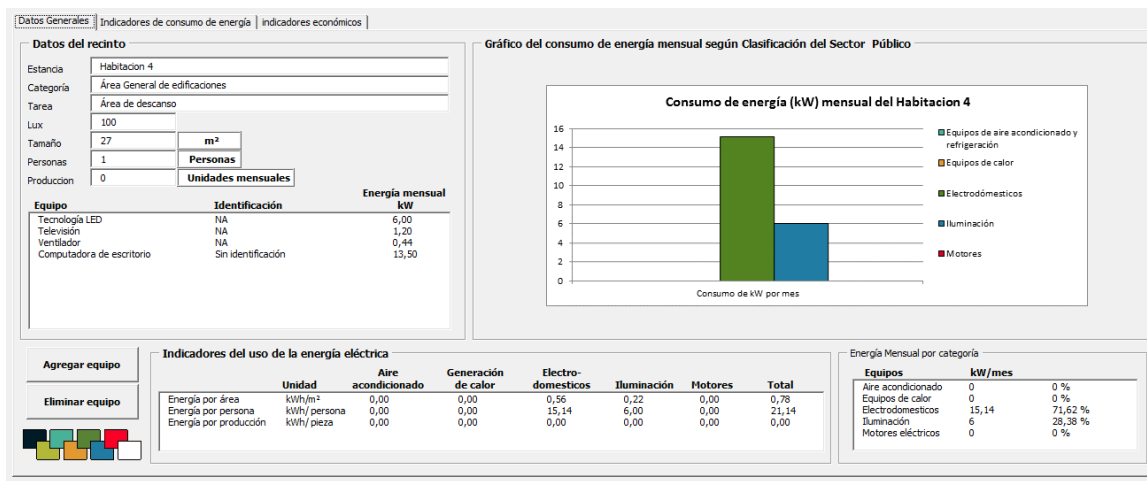 Datos Generales | Indicadores de consumo de energía | indicadores económicos
Datos del recinto
Estancia Habitacion 4
Categoría Área General de edificaciones
Tarea Área de descanso
Lux 100
Tamaño 27 m²
Personas 1 Personas
Produccion 0 Unidades mensuales
Equipo Identificación Energía mensual kW
Tecnología LED NA 6,00
Televisión NA 1,20
Ventilador NA 0,44
Computadora de escritorio Sin identificación 13,50
Gráfico del consumo de energía mensual según Clasificación del Sector Público
Consumo de energía (kW) mensual del Habitacion 4
16
14
12
10
8
6
4
2
0
Consumo de kW por mes
Equipos de aire acondicionado y
refrigeración
Equipos de calor
Electrodómesticos
Iluminación
Motores
Agregar equipo
Eliminar equipo
Indicadores del uso de la energía eléctrica
Unidad Aire acondicionado Generación de calor Electro-domesticos Iluminación Motores Total
Energía por área kWh/m² 0,00 0,00 0,56 0,22 0,00 0,78
Energía por persona kWh/ persona 0,00 0,00 15,14 6,00 0,00 21,14
Energía por producción kWh/ pieza 0,00 0,00 0,00 0,00 0,00 0,00
Energía Mensual por categoría
Equipos kW/mes
Aire acondicionado 0 0 %
Equipos de calor 0 0 %
Electrodomesticos 15,14 71,62 %
Iluminación 6 28,38 %
Motores eléctricos 0 0 %